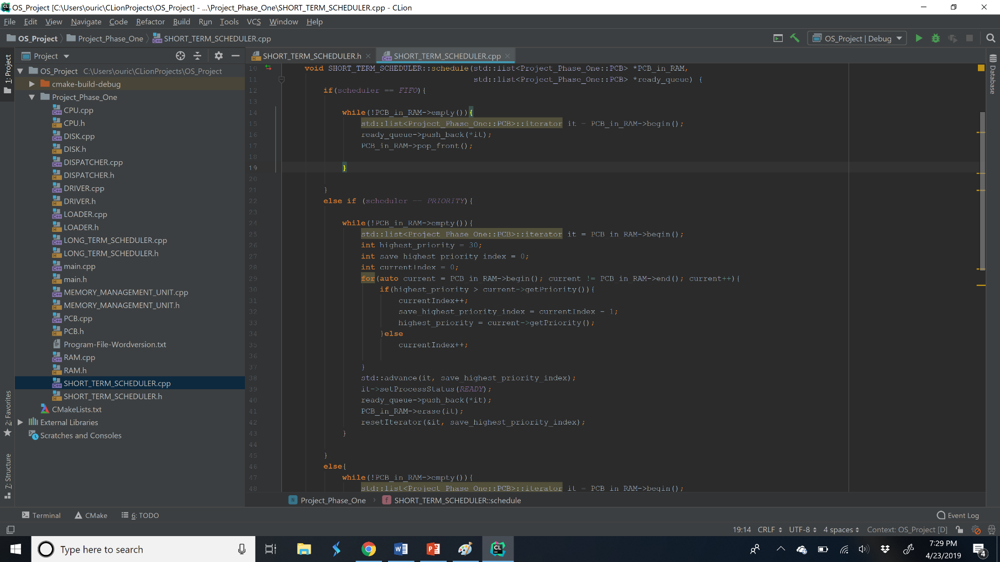 OS_Project [C:\Users\ouric\CLionProjects\OS_Project] - ...\Project_Phase_One\SHORT_TERM_SCHEDULER.cpp - CLion
File Edit View Navigate Code Refactor Build Run Tools VCS Window Help
OS_Project Project_Phase_One SHORT_TERM_SCHEDULER.cpp
OS_Project | Debug
Project
SHORT_TERM_SCHEDULER.h SHORT_TERM_SCHEDULER.cpp
1: Project
2: Favorites
7: Structure
Database
OS_Project C:\Users\ouric\CLionProjects\OS_Project
cmake-build-debug
Project_Phase_One
CPU.cpp
CPU.h
DISK.cpp
DISK.h
DISPATCHER.cpp
DISPATCHER.h
DRIVER.cpp
DRIVER.h
LOADER.cpp
LOADER.h
LONG_TERM_SCHEDULER.cpp
LONG_TERM_SCHEDULER.h
main.cpp
main.h
MEMORY_MANAGEMENT_UNIT.cpp
MEMORY_MANAGEMENT_UNIT.h
PCB.cpp
PCB.h
Program-File-Wordversion.txt
RAM.cpp
RAM.h
SHORT_TERM_SCHEDULER.cpp
SHORT_TERM_SCHEDULER.h
CMakeLists.txt
External Libraries
Scratches and Consoles
10 void SHORT_TERM_SCHEDULER::schedule(std::list<Project_Phase_One::PCB> *PCB_in_RAM,
11 std::list<Project_Phase_One::PCB> *ready_queue) {
12 if(scheduler == FIFO){
13
14 while(!PCB_in_RAM->empty()){
15 std::list<Project_Phase_One::PCB>::iterator it = PCB_in_RAM->begin();
16 ready_queue->push_back(*it);
17 PCB_in_RAM->pop_front();
18
19 }
20
21 }
22 else if (scheduler == PRIORITY){
23
24 while(!PCB_in_RAM->empty()){
25 std::list<Project_Phase_One::PCB>::iterator it = PCB_in_RAM->begin();
26 int highest_priority = 30;
27 int save_highest_priority_index = 0;
28 int currentIndex = 0;
29 for(auto current = PCB_in_RAM->begin(); current != PCB_in_RAM->end(); current++){
30 if(highest_priority > current->getPriority()){
31 currentIndex++;
32 save_highest_priority_index = currentIndex - 1;
33 highest_priority = current->getPriority();
34 }else
35 currentIndex++;
36
37 }
38 std::advance(it, save_highest_priority_index);
39 it->setProcessStatus(READY);
40 ready_queue->push_back(*it);
41 PCB_in_RAM->erase(it);
42 resetIterator(&it, save_highest_priority_index);
43 }
44
45 }
46 else{
47 while(!PCB_in_RAM->empty()){
48 std::list<Project_Phase_One::PCB>::iterator it = PCB_in_RAM->begin();
Project_Phase_One SHORT_TERM_SCHEDULER::schedule
Terminal CMake 6: TODO Event Log
19:14 CRLF UTF-8 4 spaces Context: OS_Project [D]
Type here to search
7:29 PM
4/23/2019
4